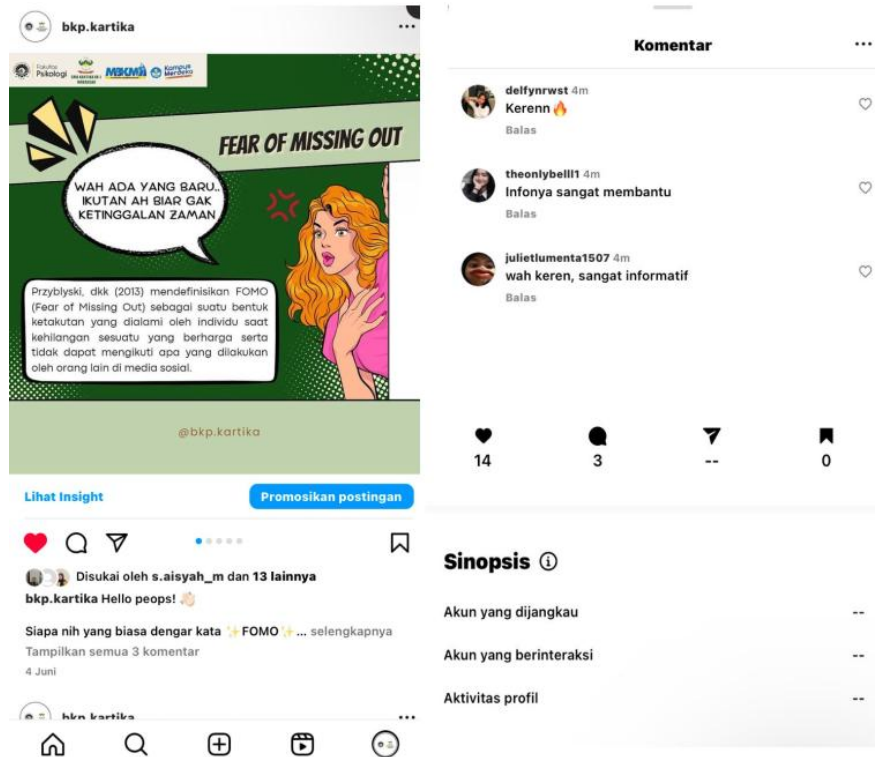 bkp.kartika
Fakultas
Psikologi
MBKM
Kampus
Merdeka
FEAR OF MISSING OUT
WAH ADA YANG BARU..
IKUTAN AH BIAR GAK
KETINGGALAN ZAMAN
Przyblyski, dkk (2013) mendefinisikan FOMO
(Fear of Missing Out) sebagai suatu bentuk
ketakutan yang dialami oleh individu saat
kehilangan sesuatu yang berharga serta
tidak dapat mengikuti apa yang dilakukan
oleh orang lain di media sosial.
@bkp.kartika
Lihat Insight
Promosikan postingan
Disukai oleh s.aisyah_m dan 13 lainnya
bkp.kartika Hello peops! 👋🏻
Siapa nih yang biasa dengar kata ✨FOMO✨... selengkapnya
Tampilkan semua 3 komentar
4 Juni
bkp.kartika
Komentar
delfynrwst 4m
Kerenn🔥
Balas
theonlybelll1 4m
Infonya sangat membantu
Balas
julietlumenta1507 4m
wah keren, sangat informatif
Balas
14 3 -- 0
Sinopsis
Akun yang dijangkau --
Akun yang berinteraksi --
Aktivitas profil --